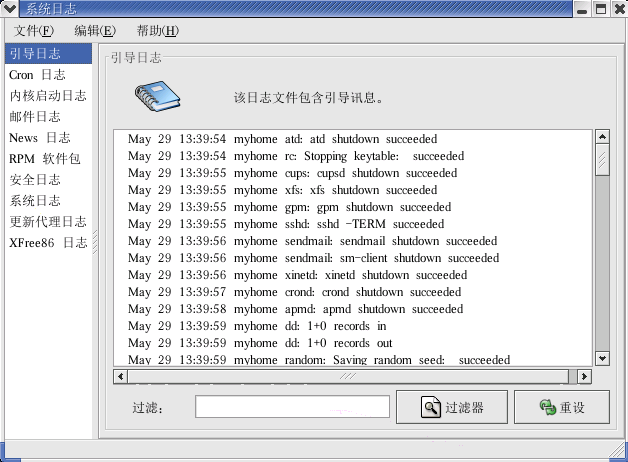 系统日志
文件(F) 编辑(E) 帮助(H)
引导日志
Cron 日志
内核启动日志
邮件日志
News 日志
RPM 软件包
安全日志
系统日志
更新代理日志
XFree86 日志
引导日志
该日志文件包含引导讯息。
May 29 13:39:54 myhome atd: atd shutdown succeeded
May 29 13:39:54 myhome rc: Stopping keytable: succeeded
May 29 13:39:55 myhome cups: cupsd shutdown succeeded
May 29 13:39:55 myhome xfs: xfs shutdown succeeded
May 29 13:39:55 myhome gpm: gpm shutdown succeeded
May 29 13:39:55 myhome sshd: sshd -TERM succeeded
May 29 13:39:56 myhome sendmail: sendmail shutdown succeeded
May 29 13:39:56 myhome sendmail: sm-client shutdown succeeded
May 29 13:39:56 myhome xinetd: xinetd shutdown succeeded
May 29 13:39:57 myhome crond: crond shutdown succeeded
May 29 13:39:58 myhome apmd: apmd shutdown succeeded
May 29 13:39:59 myhome dd: 1+0 records in
May 29 13:39:59 myhome dd: 1+0 records out
May 29 13:39:59 myhome random: Saving random seed: succeeded
过滤: 过滤器 重设